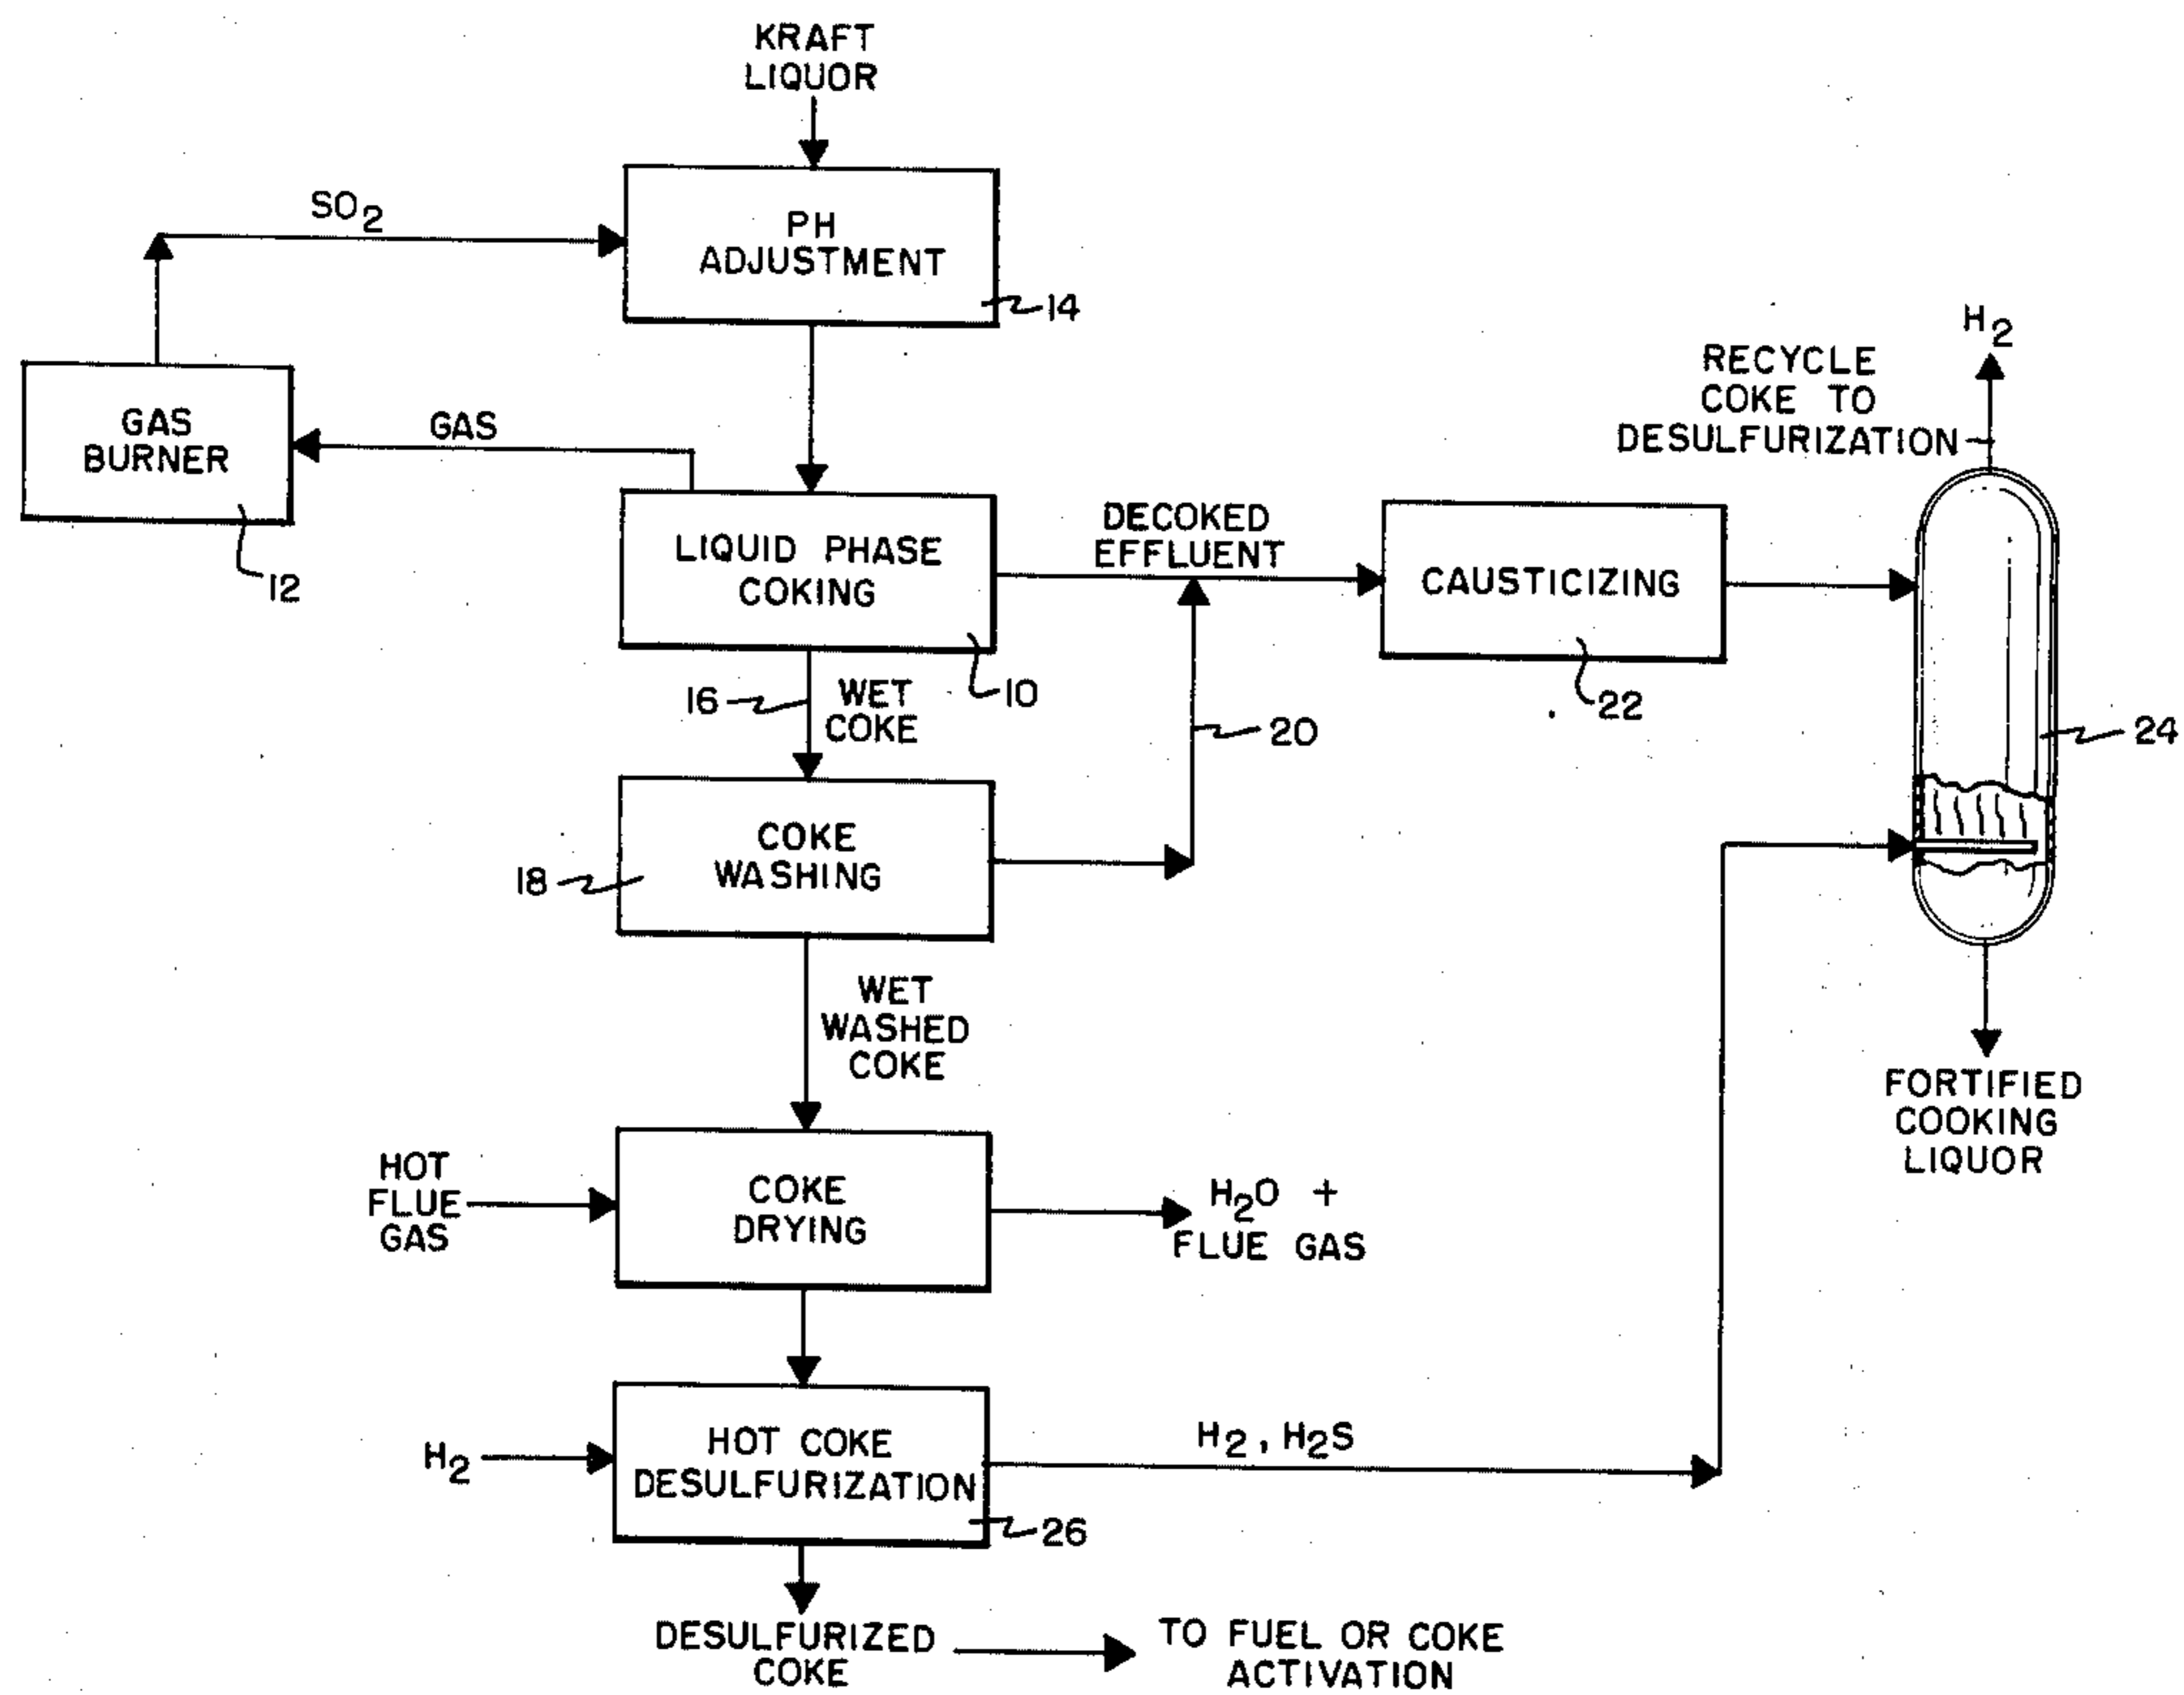 KRAFT
LIQUOR
SO2
PH
ADJUSTMENT
14
GAS
BURNER
12
GAS
LIQUID PHASE
COKING
10
DECOKED
EFFLUENT
CAUSTICIZING
22
H2
RECYCLE
COKE TO
DESULFURIZATION
24
16
WET
COKE
20
COKE
WASHING
18
WET
WASHED
COKE
FORTIFIED
COOKING
LIQUOR
HOT
FLUE
GAS
COKE
DRYING
H2O +
FLUE GAS
H2
HOT COKE
DESULFURIZATION
26
H2, H2S
DESULFURIZED
COKE
TO FUEL OR COKE
ACTIVATION